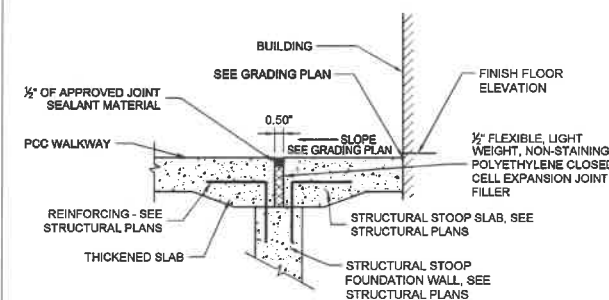 BUILDING
SEE GRADING PLAN
FINISH FLOOR
ELEVATION
½" OF APPROVED JOINT
SEALANT MATERIAL
0.50"
SLOPE
SEE GRADING PLAN
PCC WALKWAY
½" FLEXIBLE, LIGHT
WEIGHT, NON-STAINING
POLYETHYLENE CLOSED
CELL EXPANSION JOINT
FILLER
REINFORCING - SEE
STRUCTURAL PLANS
THICKENED SLAB
STRUCTURAL STOOP SLAB, SEE
STRUCTURAL PLANS
STRUCTURAL STOOP
FOUNDATION WALL, SEE
STRUCTURAL PLANS